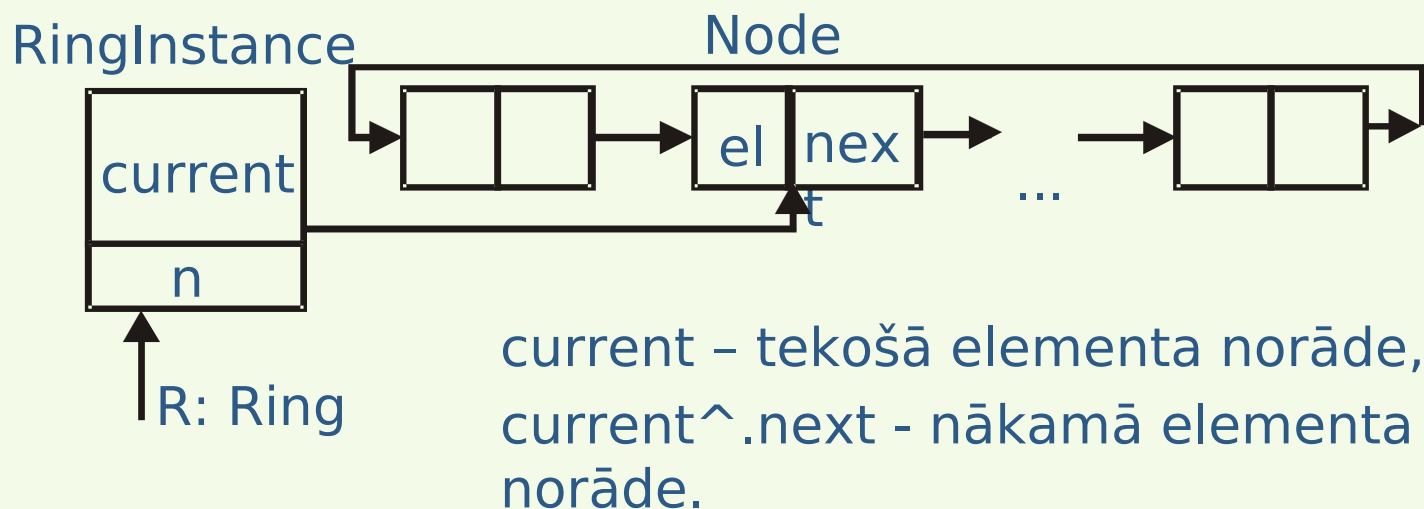 RingInstance
Node
current
el
nex
t
...
n
R: Ring
current – tekošā elementa norāde,
current^.next - nākamā elementa
norāde.